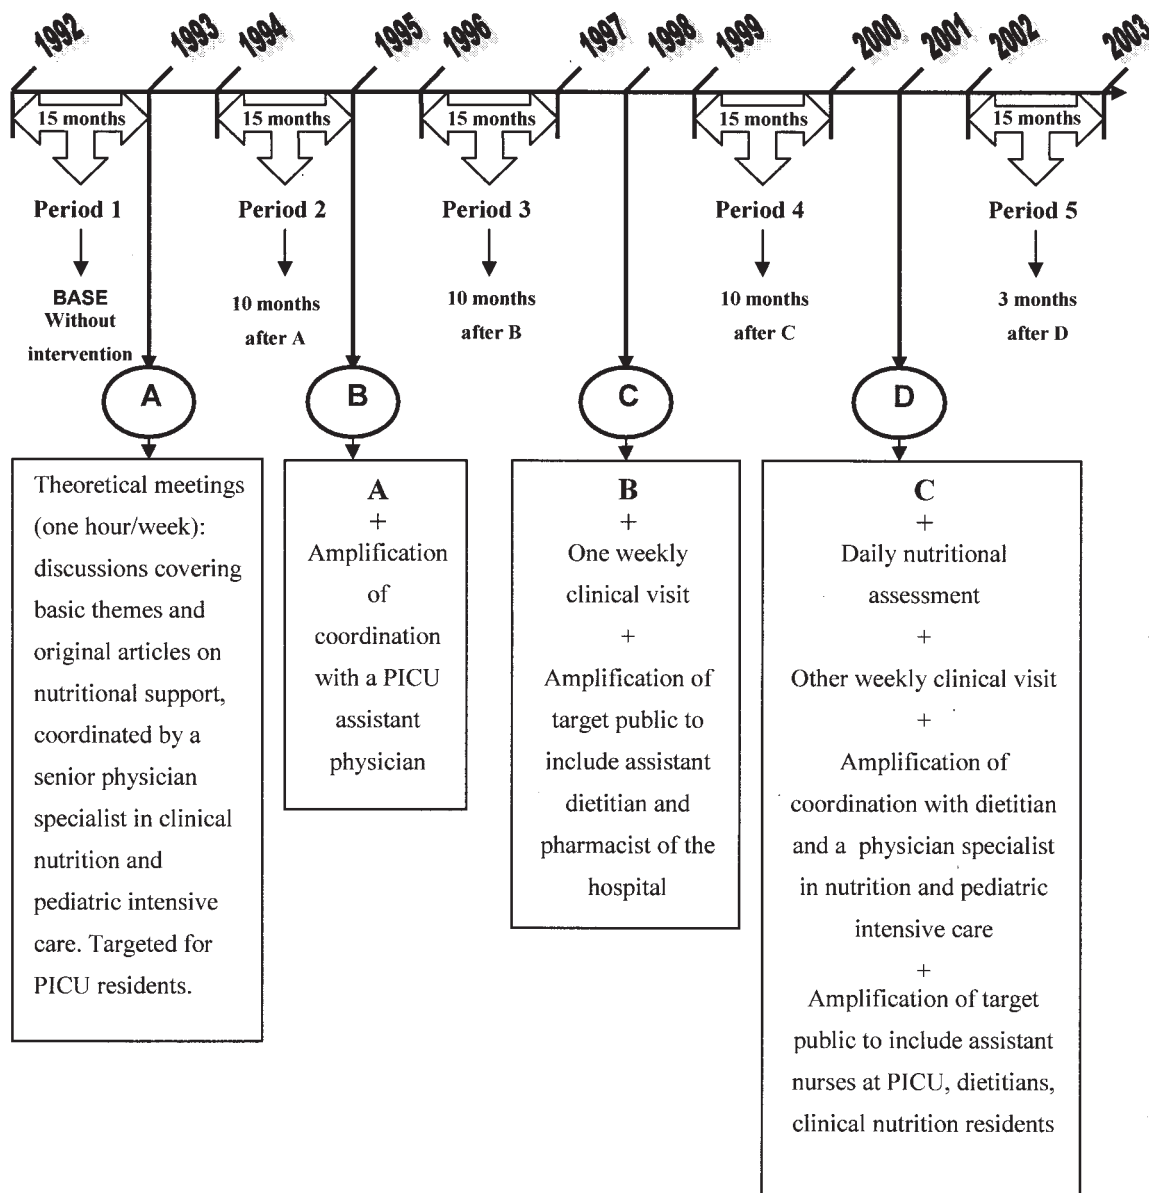 1992 1993 1994 1995 1996 1997 1998 1999 2000 2001 2002 2003
15 months 15 months 15 months 15 months 15 months
Period 1 Period 2 Period 3 Period 4 Period 5
BASE
Without
intervention
10 months
after A
10 months
after B
10 months
after C
3 months
after D
A
B
C
D
Theoretical meetings
(one hour/week):
discussions covering
basic themes and
original articles on
nutritional support,
coordinated by a
senior physician
specialist in clinical
nutrition and
pediatric intensive
care. Targeted for
PICU residents.
A
+
Amplification
of
coordination
with a PICU
assistant
physician
B
+
One weekly
clinical visit
+
Amplification of
target public to
include assistant
dietitian and
pharmacist of the
hospital
C
+
Daily nutritional
assessment
+
Other weekly clinical visit
+
Amplification of
coordination with dietitian
and a physician specialist
in nutrition and pediatric
intensive care
+
Amplification of target
public to include assistant
nurses at PICU, dietitians,
clinical nutrition residents